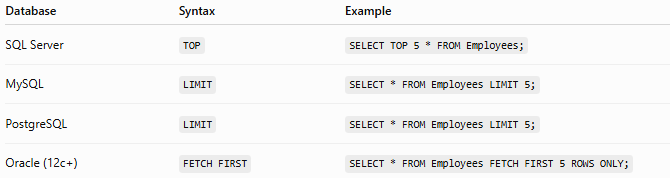 Database Syntax Example
SQL Server TOP SELECT TOP 5 * FROM Employees;
MySQL LIMIT SELECT * FROM Employees LIMIT 5;
PostgreSQL LIMIT SELECT * FROM Employees LIMIT 5;
Oracle (12c+) FETCH FIRST SELECT * FROM Employees FETCH FIRST 5 ROWS ONLY;